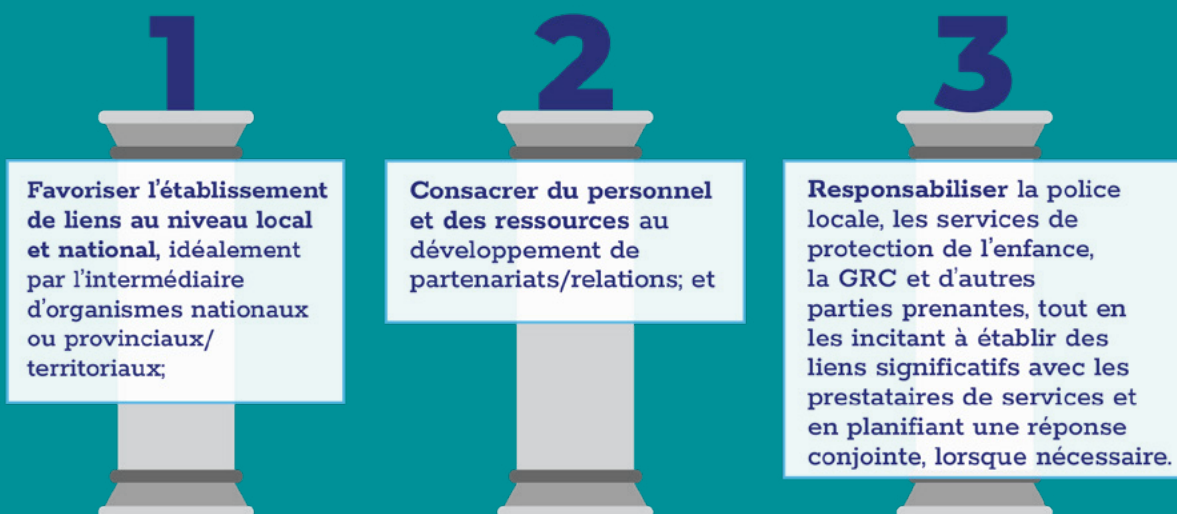 1
Favoriser l'établissement
de liens au niveau local
et national, idéalement
par l'intermédiaire
d'organismes nationaux
ou provinciaux/
territoriaux;
2
Consacrer du personnel
et des ressources au
développement de
partenariats/relations; et
3
Responsabiliser la police
locale, les services de
protection de l'enfance,
la GRC et d'autres
parties prenantes, tout en
les incitant à établir des
liens significatifs avec les
prestataires de services et
en planifiant une réponse
conjointe, lorsque nécessaire.